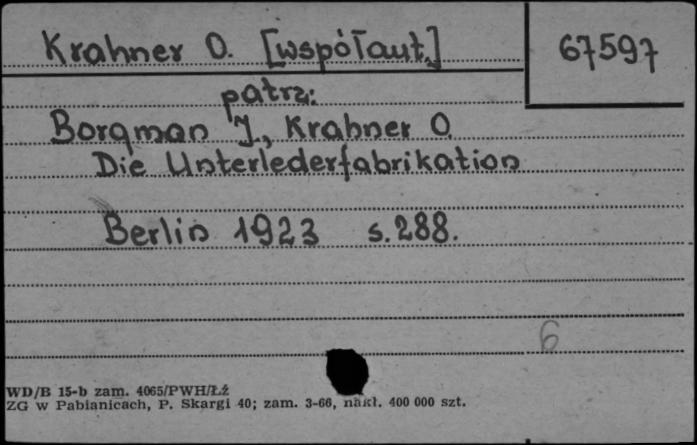 Krahner O. [współaut.]
67597
patrz:
Borgman J., Krahner O.
Die Unterlederfabrikation
Berlin 1923 s. 288.
6
WD/B 15-b zam. 4065/PWH/Łź
ZG w Pabianicach, P. Skargi 40; zam. 3-66, nakł. 400 000 szt.